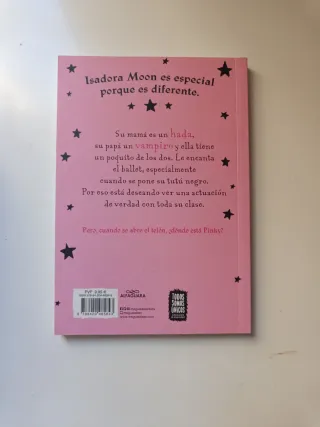 Isadora Moon es especial
porque es diferente.
Su mamá es un hada,
su papá un vampiro y ella tiene
un poquito de los dos. Le encanta
el ballet, especialmente
cuando se pone su tutú negro.
Por eso está deseando ver una actuación
de verdad con toda su clase.
Pero, cuando se abre el telón, ¿dónde está Pinky?
ALFAGUARA
TODOS
SOMOS
ÚNICOS